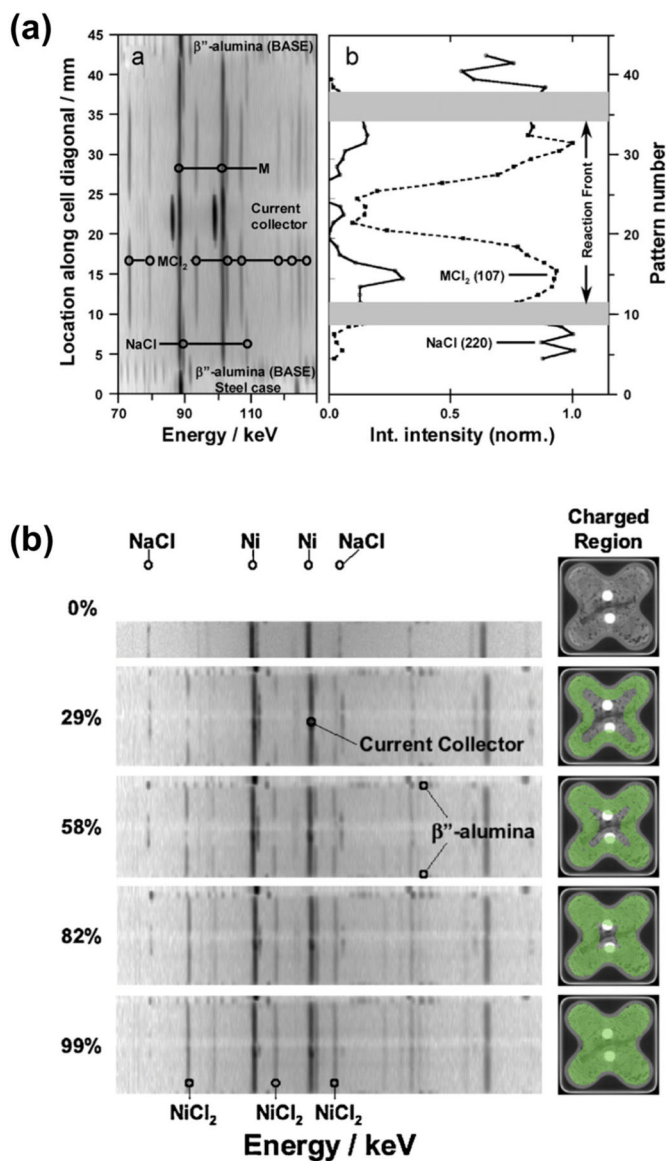 (a)
a
b
β”-alumina (BASE)
Location along cell diagonal / mm
45
40
35
30
25
20
15
10
5
0
M
Current collector
MCl₂
NaCl
β”-alumina (BASE)
Steel case
70 90 110
Energy / keV
0.0 0.5 1.0
Int. intensity (norm.)
Reaction Front
MCl₂ (107)
NaCl (220)
40
30
20
10
0
Pattern number
(b)
NaCl Ni Ni NaCl
Charged Region
0%
29%
Current Collector
58%
β”-alumina
82%
99%
NiCl₂ NiCl₂ NiCl₂
Energy / keV